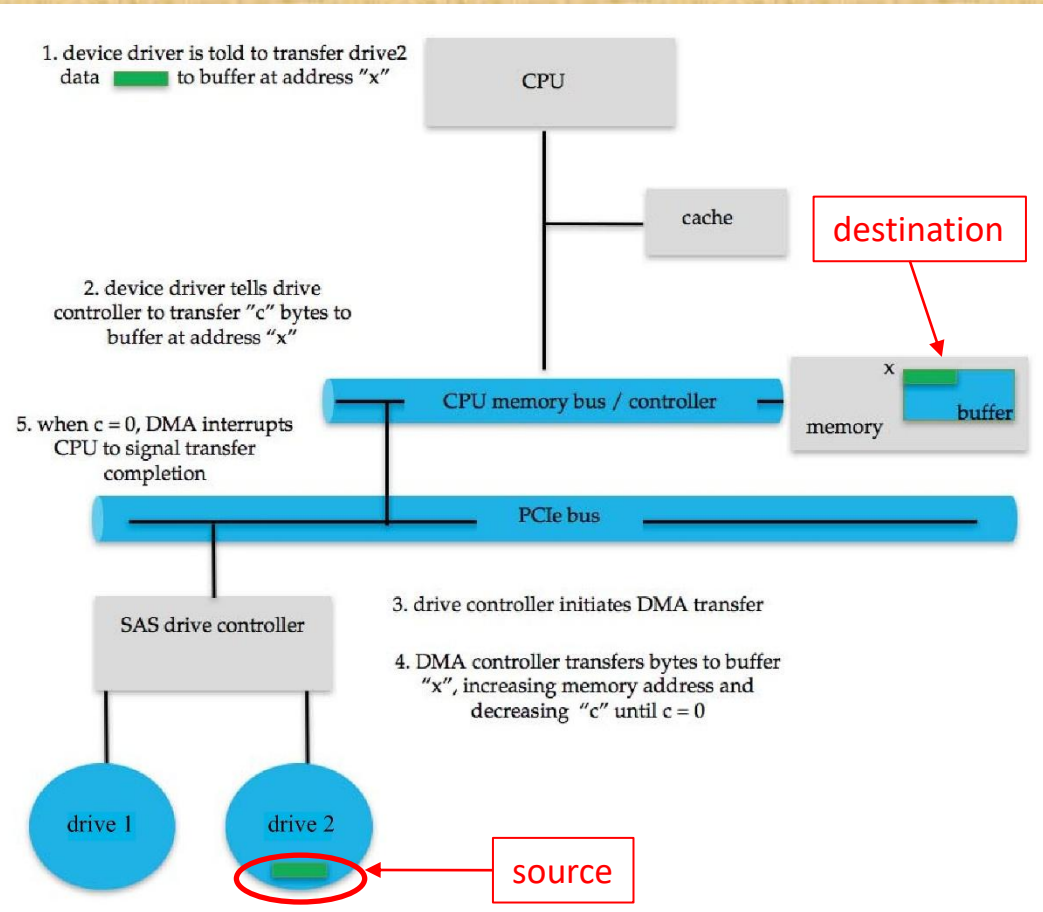 1. device driver is told to transfer drive2
data to buffer at address "x"
CPU
cache
destination
2. device driver tells drive
controller to transfer "c" bytes to
buffer at address "x"
x
buffer
memory
CPU memory bus / controller
5. when c = 0, DMA interrupts
CPU to signal transfer
completion
PCIe bus
SAS drive controller
3. drive controller initiates DMA transfer
4. DMA controller transfers bytes to buffer
"x", increasing memory address and
decreasing "c" until c = 0
drive 1
drive 2
source